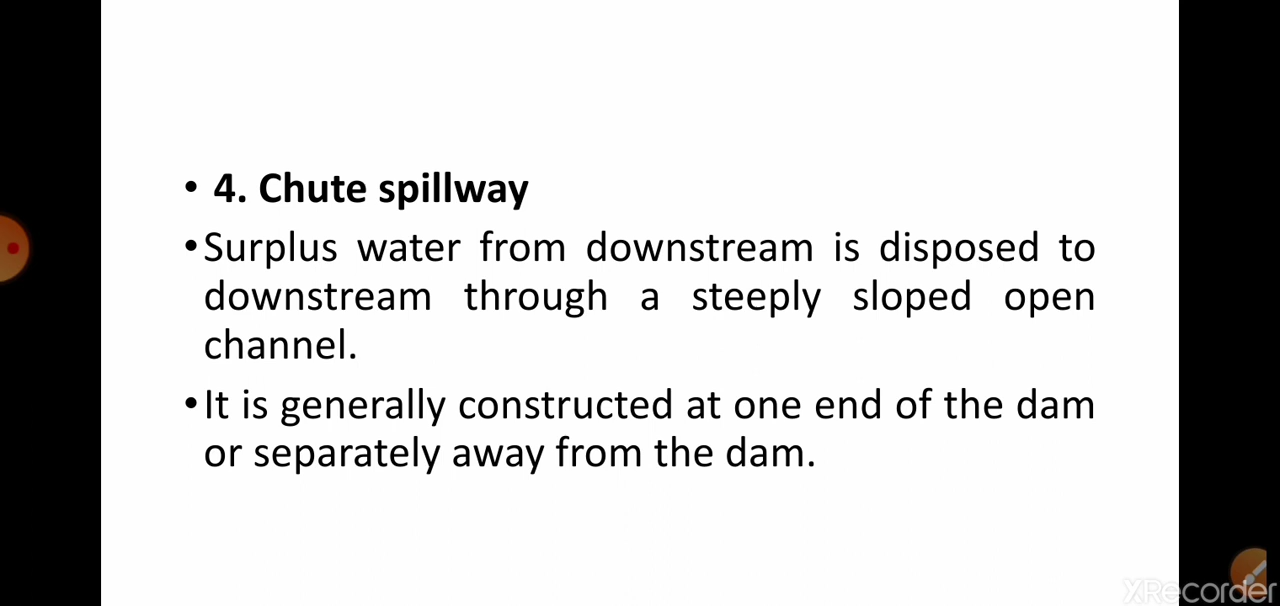 • 4. Chute spillway
• Surplus water from downstream is disposed to
downstream through a steeply sloped open
channel.
• It is generally constructed at one end of the dam
or separately away from the dam.
XRecorder